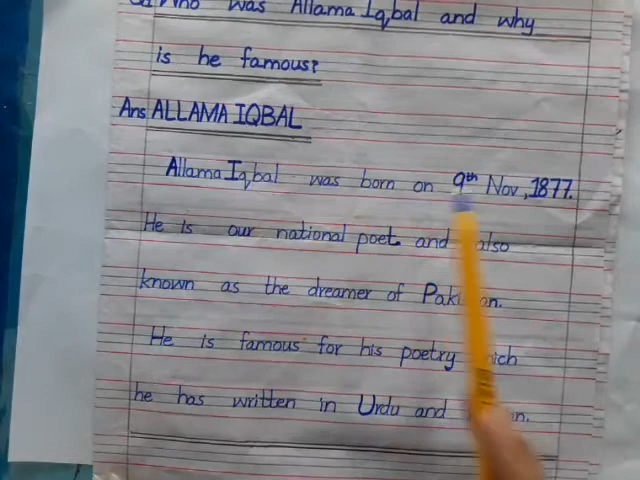 Who was Allama Iqbal and why
is he famous?
Ans ALLAMA IQBAL
Allama Iqbal was born on 9th Nov, 1877.
He is our national poet and also
known as the dreamer of Pakistan.
He is famous for his poetry which
he has written in Urdu and